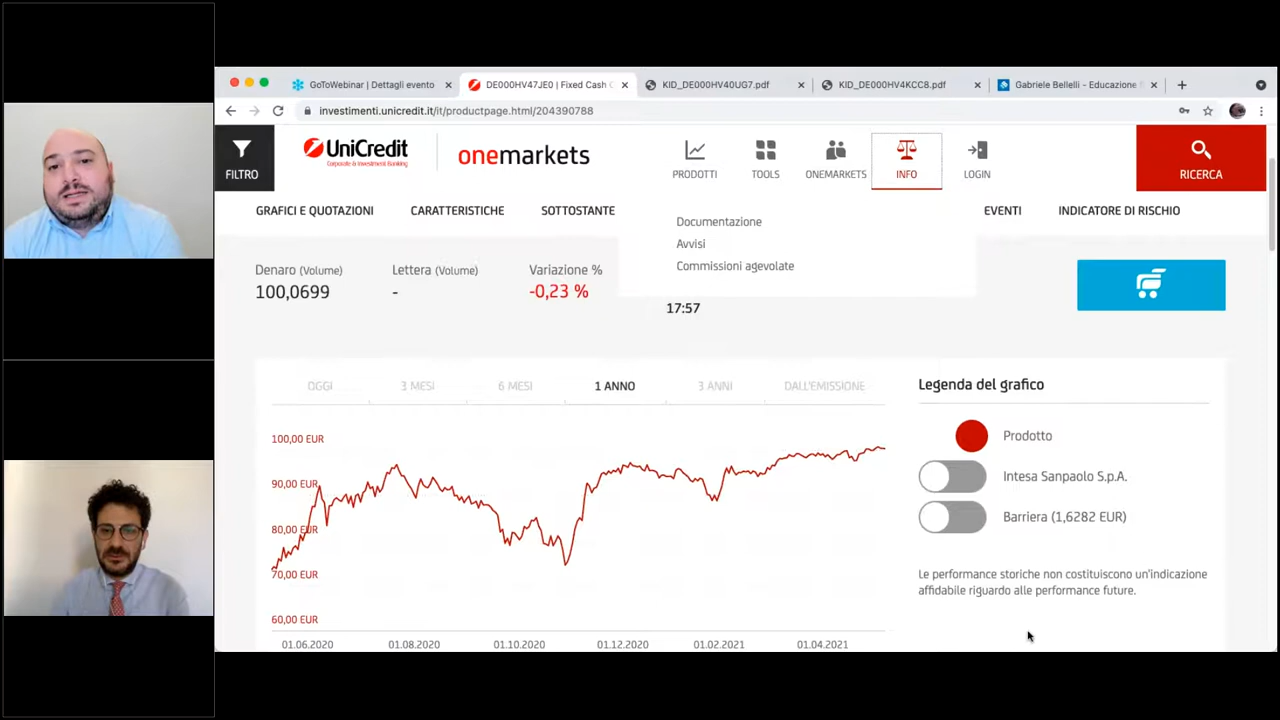 GoToWebinar | Dettagli evento
DE000HV47JE0 | Fixed Cash C
KID_DE000HV40UG7.pdf
KID_DE000HV4KCC8.pdf
Gabriele Bellelli - Educazione
investimenti.unicredit.it/it/productpage.html/204390788
FILTRO
UniCredit
Corporate & Investment Banking
onemarkets
PRODOTTI
TOOLS
ONEMARKETS
INFO
LOGIN
RICERCA
GRAFICI E QUOTAZIONI
CARATTERISTICHE
SOTTOSTANTE
EVENTI
INDICATORE DI RISCHIO
Documentazione
Avvisi
Commissioni agevolate
Denaro (Volume)
100,0699
Lettera (Volume)
-
Variazione %
-0,23 %
17:57
OGGI
3 MESI
6 MESI
1 ANNO
3 ANNI
DALL'EMISSIONE
100,00 EUR
90,00 EUR
80,00 EUR
70,00 EUR
60,00 EUR
01.06.2020
01.08.2020
01.10.2020
01.12.2020
01.02.2021
01.04.2021
Legenda del grafico
Prodotto
Intesa Sanpaolo S.p.A.
Barriera (1,6282 EUR)
Le performance storiche non costituiscono un'indicazione
affidabile riguardo alle performance future.